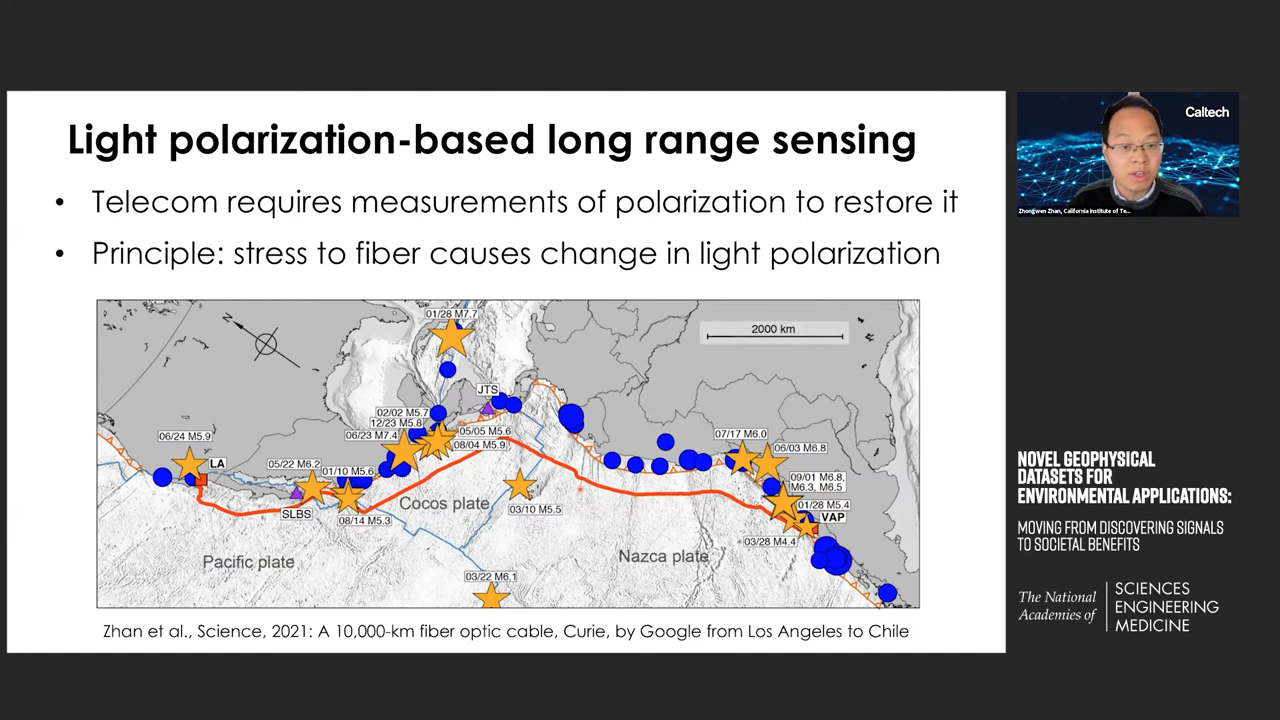 Light polarization-based long range sensing
• Telecom requires measurements of polarization to restore it
• Principle: stress to fiber causes change in light polarization
N
2000 km
01/28 M7.7
JTS
02/02 M5.7
12/23 M5.8
06/23 M7.4
05/05 M5.6
08/04 M5.9
06/24 M5.9
LA
05/22 M6.2
01/10 M5.6
SLBS
08/14 M5.3
Cocos plate
03/10 M5.5
07/17 M6.0
06/03 M6.8
09/01 M6.8,
M6.3, M6.5
01/28 M5.4
VAP
03/28 M4.4
Pacific plate
Nazca plate
03/22 M6.1
Zhan et al., Science, 2021: A 10,000-km fiber optic cable, Curie, by Google from Los Angeles to Chile
Caltech
Zhongwen Zhan, California Institute of Te...
NOVEL GEOPHYSICAL
DATASETS FOR
ENVIRONMENTAL APPLICATIONS:
MOVING FROM DISCOVERING SIGNALS
TO SOCIETAL BENEFITS
The National
Academies of
SCIENCES
ENGINEERING
MEDICINE